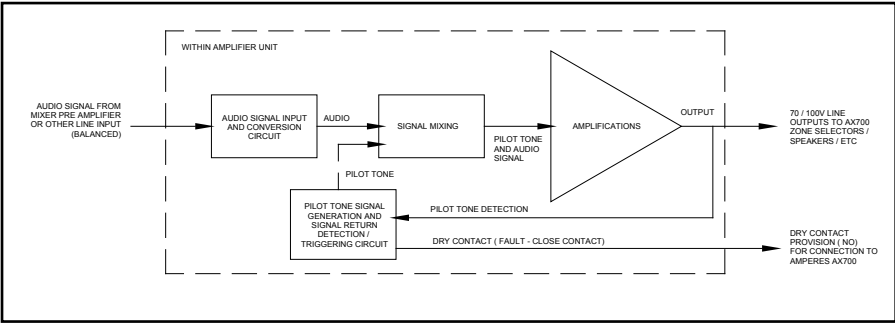 WITHIN AMPLIFIER UNIT
AUDIO SIGNAL FROM
MIXER PRE AMPLIFIER
OR OTHER LINE INPUT
(BALANCED)
AUDIO SIGNAL INPUT
AND CONVERSION
CIRCUIT
AUDIO
SIGNAL MIXING
PILOT TONE
AND AUDIO
SIGNAL
AMPLIFICATIONS
OUTPUT
70 / 100V LINE
OUTPUTS TO AX700
ZONE SELECTORS /
SPEAKERS / ETC
PILOT TONE
PILOT TONE SIGNAL
GENERATION AND
SIGNAL RETURN
DETECTION /
TRIGGERING CIRCUIT
PILOT TONE DETECTION
DRY CONTACT ( FAULT - CLOSE CONTACT)
DRY CONTACT
PROVISION ( NO)
FOR CONNECTION TO
AMPERES AX700